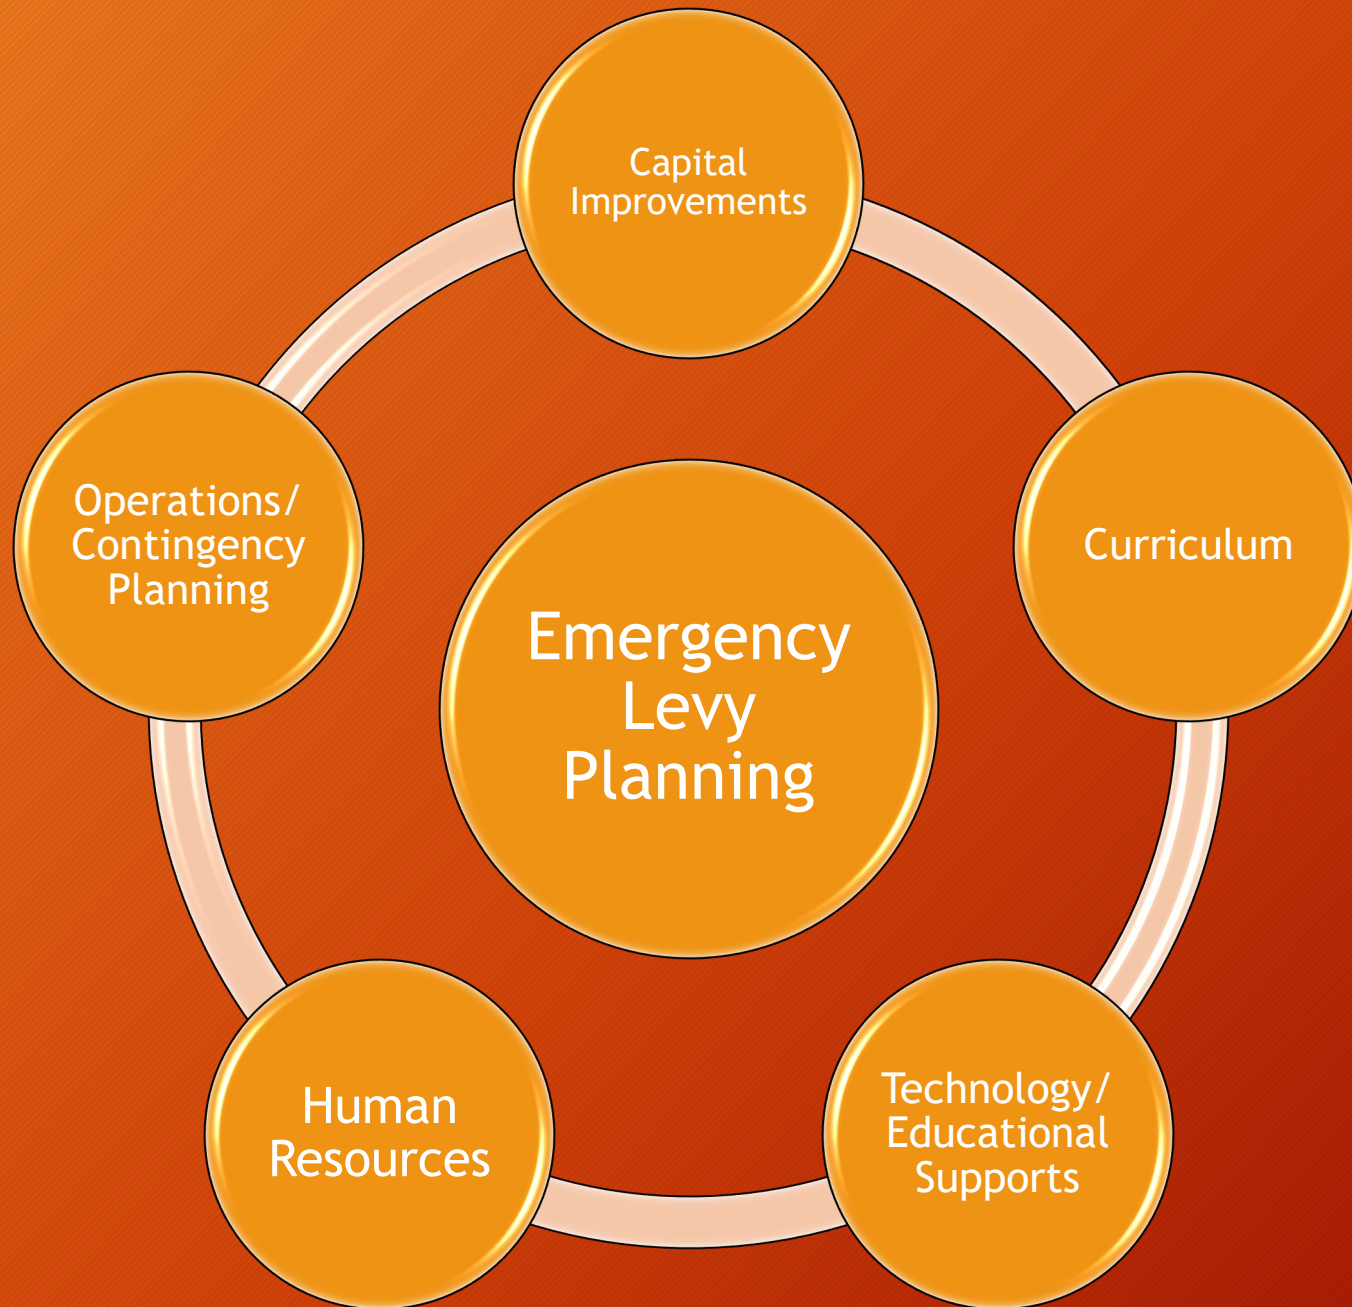 Capital
Improvements
Operations/
Contingency
Planning
Curriculum
Emergency
Levy
Planning
Human
Resources
Technology/
Educational
Supports